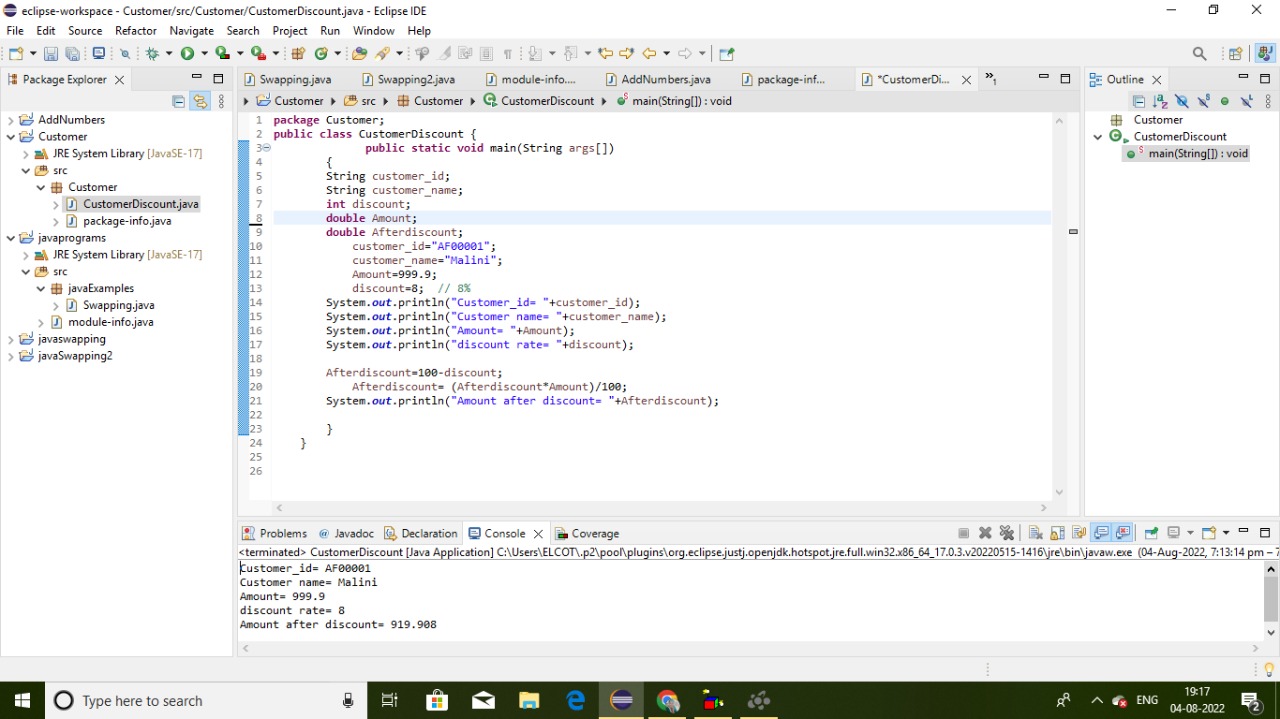 eclipse-workspace - Customer/src/Customer/CustomerDiscount.java - Eclipse IDE
File Edit Source Refactor Navigate Search Project Run Window Help
Package Explorer
AddNumbers
Customer
JRE System Library [JavaSE-17]
src
Customer
CustomerDiscount.java
package-info.java
javaprograms
JRE System Library [JavaSE-17]
src
javaExamples
Swapping.java
module-info.java
javaswapping
javaSwapping2
Swapping.java Swapping2.java module-info.... AddNumbers.java package-inf... *CustomerDi... »1
Customer src Customer CustomerDiscount main(String[]) : void
1 package Customer;
2 public class CustomerDiscount {
3 public static void main(String args[])
4 {
5 String customer_id;
6 String customer_name;
7 int discount;
8 double Amount;
9 double Afterdiscount;
10 customer_id="AF00001";
11 customer_name="Malini";
12 Amount=999.9;
13 discount=8; // 8%
14 System.out.println("Customer_id= "+customer_id);
15 System.out.println("Customer name= "+customer_name);
16 System.out.println("Amount= "+Amount);
17 System.out.println("discount rate= "+discount);
18
19 Afterdiscount=100-discount;
20 Afterdiscount= (Afterdiscount*Amount)/100;
21 System.out.println("Amount after discount= "+Afterdiscount);
22
23 }
24 }
25
26
Outline
Customer
CustomerDiscount
main(String[]) : void
Problems @ Javadoc Declaration Console Coverage
<terminated> CustomerDiscount [Java Application] C:\Users\ELCOT\.p2\pool\plugins\org.eclipse.justj.openjdk.hotspot.jre.full.win32.x86_64_17.0.3.v20220515-1416\jre\bin\javaw.exe (04-Aug-2022, 7:13:14 pm – 7
Customer_id= AF00001
Customer name= Malini
Amount= 999.9
discount rate= 8
Amount after discount= 919.908
Type here to search
ENG
19:17
04-08-2022
2